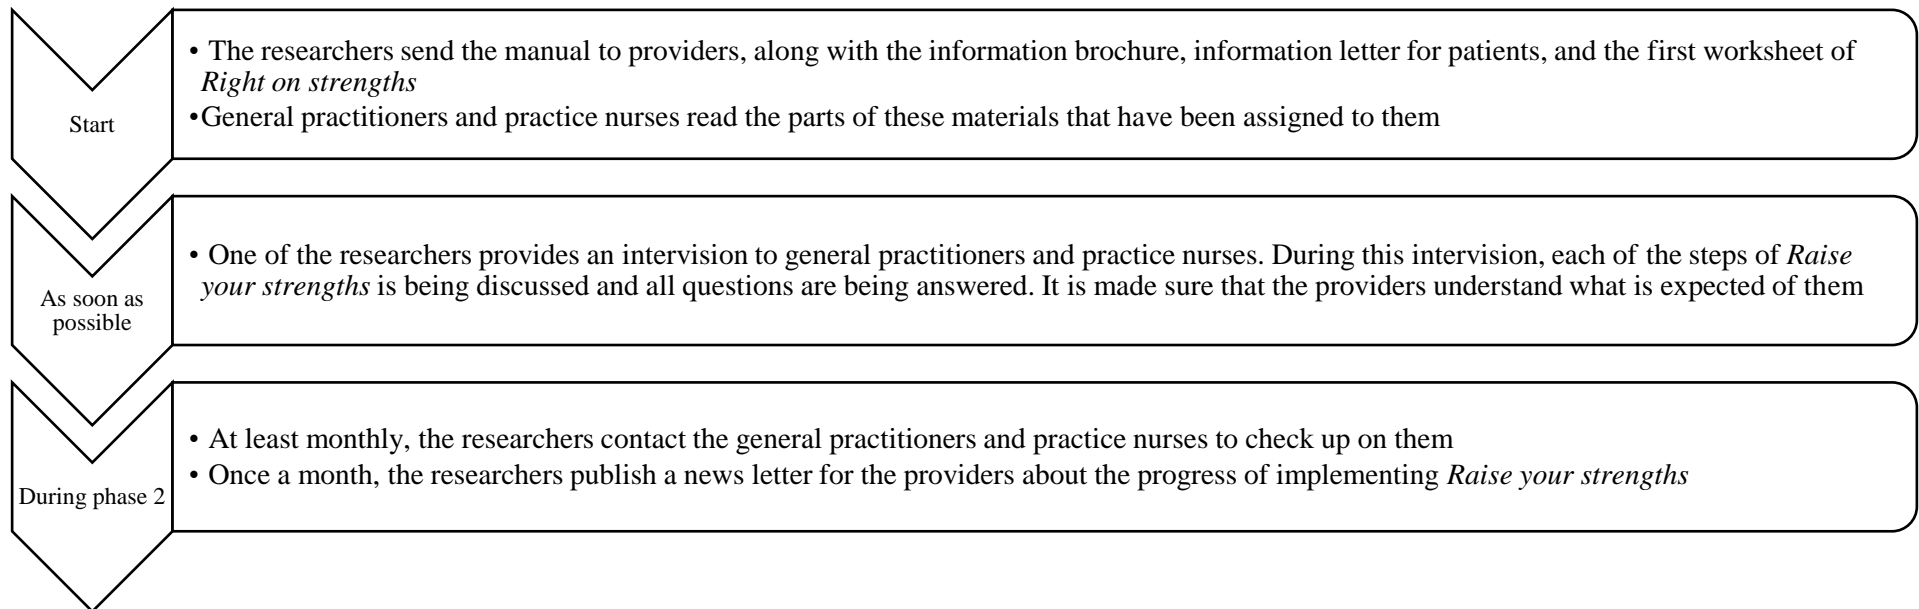 Start
• The researchers send the manual to providers, along with the information brochure, information letter for patients, and the first worksheet of
Right on strengths
•General practitioners and practice nurses read the parts of these materials that have been assigned to them
As soon as
possible
• One of the researchers provides an intervision to general practitioners and practice nurses. During this intervision, each of the steps of Raise
your strengths is being discussed and all questions are being answered. It is made sure that the providers understand what is expected of them
During phase 2
• At least monthly, the researchers contact the general practitioners and practice nurses to check up on them
• Once a month, the researchers publish a news letter for the providers about the progress of implementing Raise your strengths